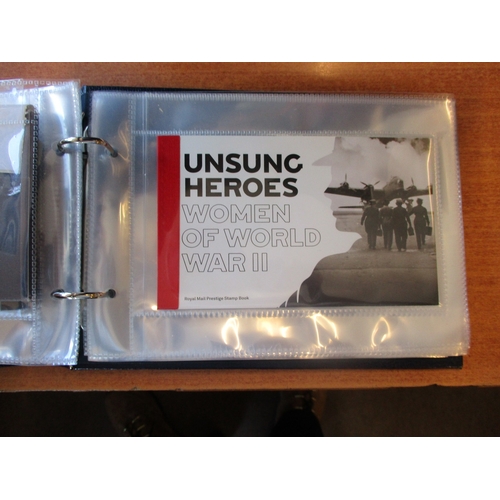 UNSUNG
HEROES
WOMEN
OF WORLD
WAR II
Royal Mail Prestige Stamp Book